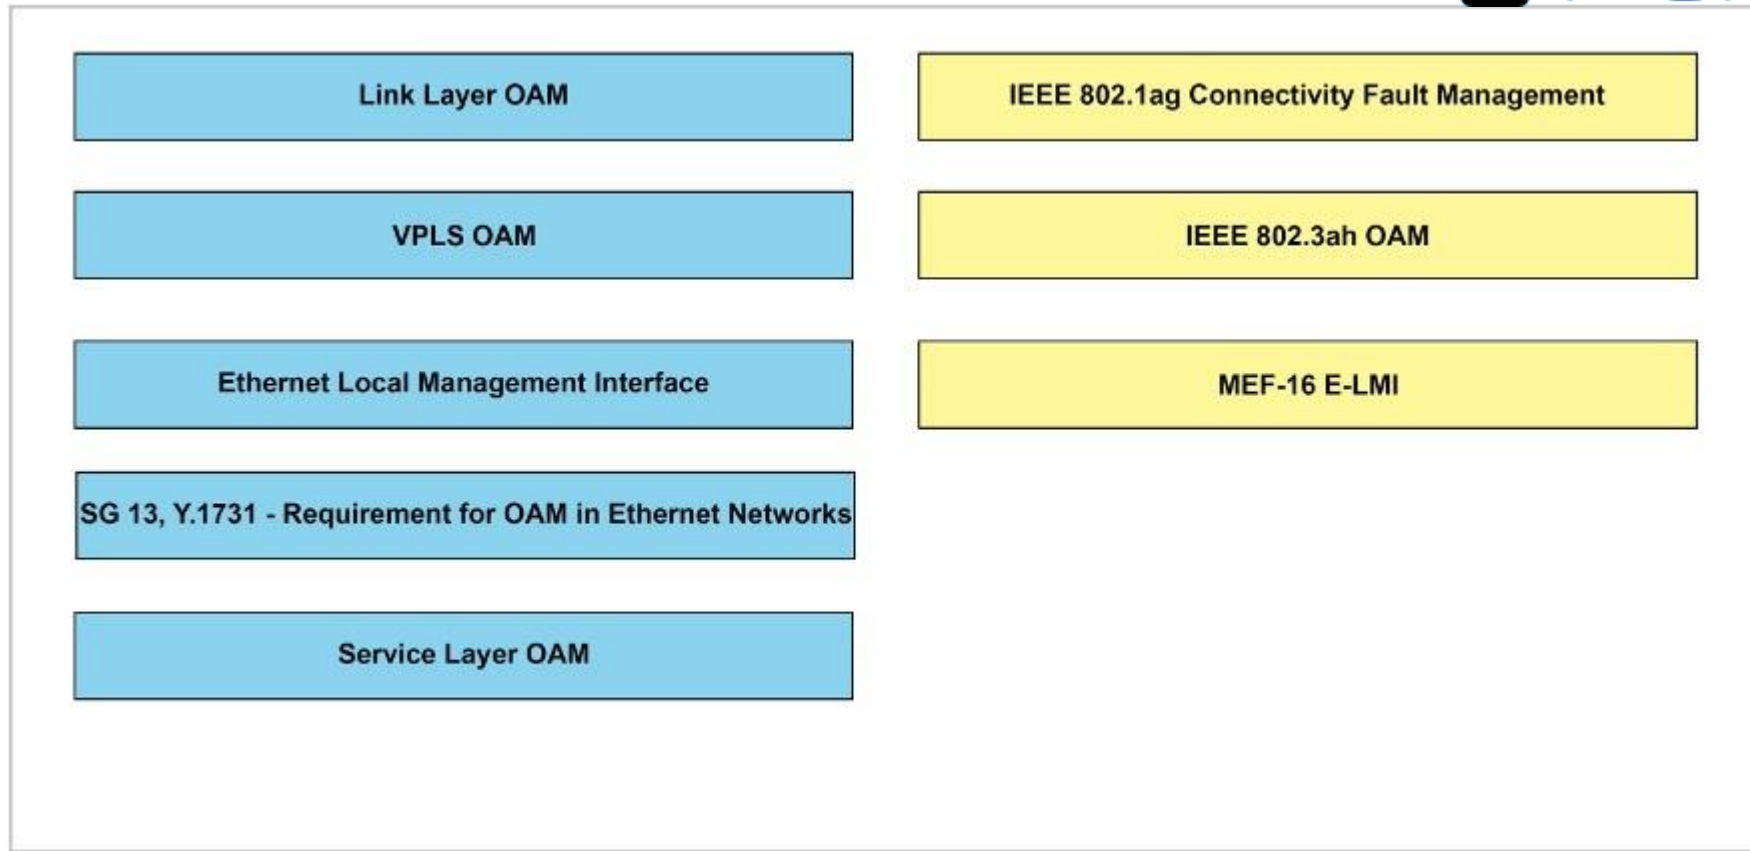 Link Layer OAM
IEEE 802.1ag Connectivity Fault Management
VPLS OAM
IEEE 802.3ah OAM
Ethernet Local Management Interface
MEF-16 E-LMI
SG 13, Y.1731 - Requirement for OAM in Ethernet Networks
Service Layer OAM